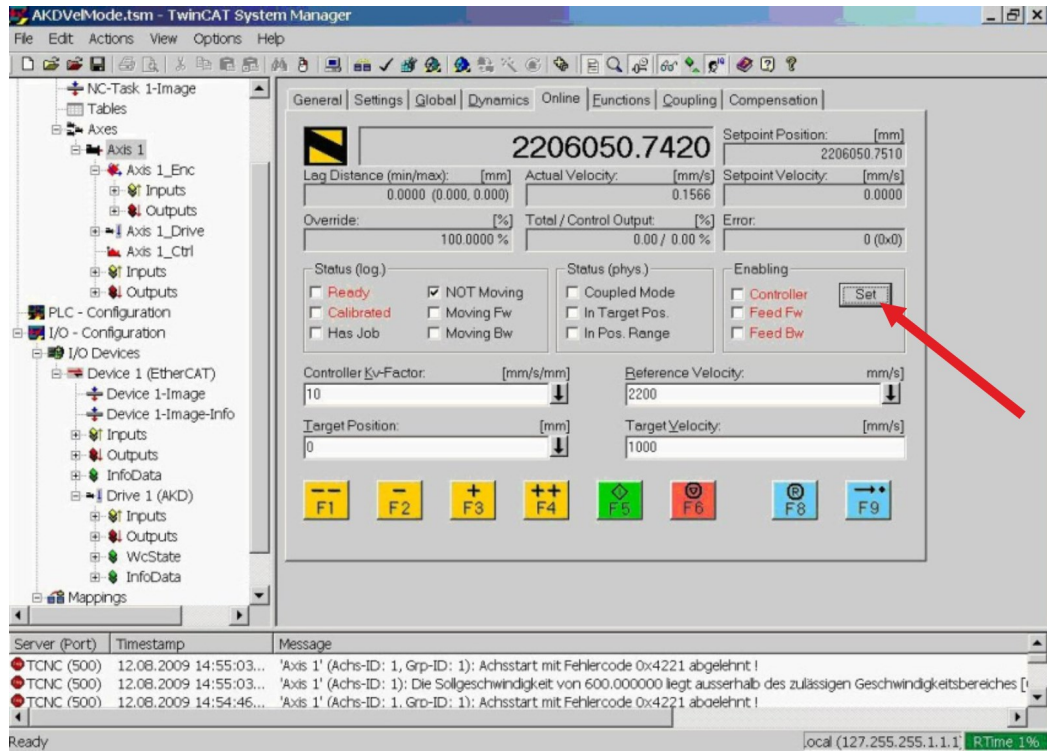 AKDVelMode.tsm - TwinCAT System Manager
File Edit Actions View Options Help
NC-Task 1-Image
Tables
Axes
Axis 1
Axis 1_Enc
Inputs
Outputs
Axis 1_Drive
Axis 1_Ctrl
Inputs
Outputs
PLC - Configuration
I/O - Configuration
I/O Devices
Device 1 (EtherCAT)
Device 1-Image
Device 1-Image-Info
Inputs
Outputs
InfoData
Drive 1 (AKD)
Inputs
Outputs
WcState
InfoData
Mappings
General Settings Global Dynamics Online Functions Coupling Compensation
2206050.7420
Setpoint Position: [mm]
2206050.7510
Lag Distance (min/max): [mm] Actual Velocity: [mm/s] Setpoint Velocity: [mm/s]
0.0000 (0.000, 0.000) 0.1566 0.0000
Override: [%] Total / Control Output: [%] Error:
100.0000 % 0.00 / 0.00 % 0 (0x0)
Status (log.) Status (phys.) Enabling
Ready NOT Moving Coupled Mode Controller Set
Calibrated Moving Fw In Target Pos. Feed Fw
Has Job Moving Bw In Pos. Range Feed Bw
Controller Kv-Factor: [mm/s/mm] Reference Velocity: mm/s]
10 2200
Target Position: [mm] Target Velocity: [mm/s]
0 1000
-- - + ++ R
F1 F2 F3 F4 F5 F6 F8 F9
Server (Port) Timestamp Message
TCNC (500) 12.08.2009 14:55:03... 'Axis 1' (Achs-ID: 1, Grp-ID: 1): Achsstart mit Fehlercode 0x4221 abgelehnt !
TCNC (500) 12.08.2009 14:55:03... 'Axis 1' (Achs-ID: 1): Die Sollgeschwindigkeit von 600.000000 liegt ausserhalb des zulässigen Geschwindigkeitsbereiches [
TCNC (500) 12.08.2009 14:54:46... 'Axis 1' (Achs-ID: 1, Grp-ID: 1): Achsstart mit Fehlercode 0x4221 abgelehnt !
Ready ocal (127.255.255.1.1.1 RTime 1%